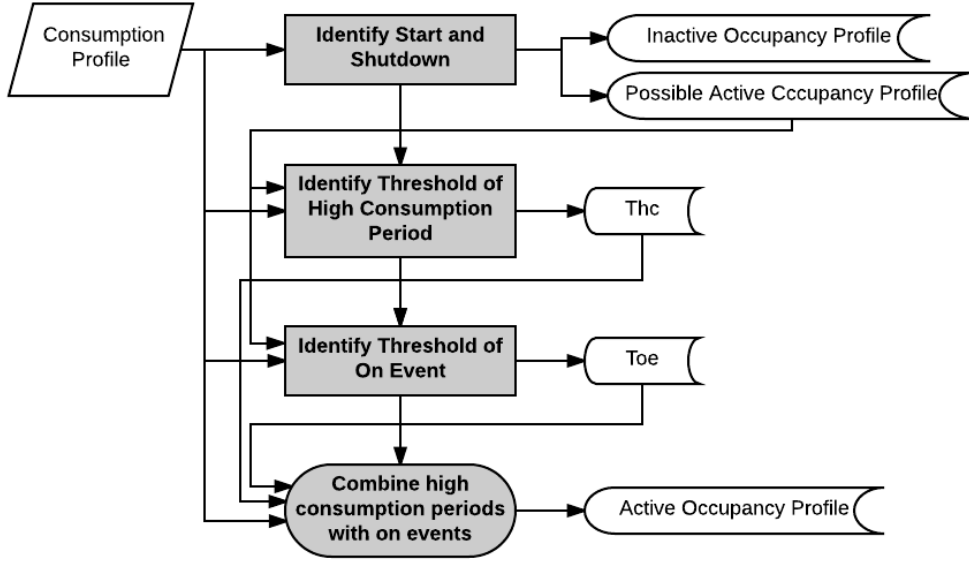 Consumption
Profile
Identify Start and
Shutdown
Inactive Occupancy Profile
Possible Active Cccupancy Profile
Identify Threshold of
High Consumption
Period
Thc
Identify Threshold of
On Event
Toe
Combine high
consumption periods
with on events
Active Occupancy Profile